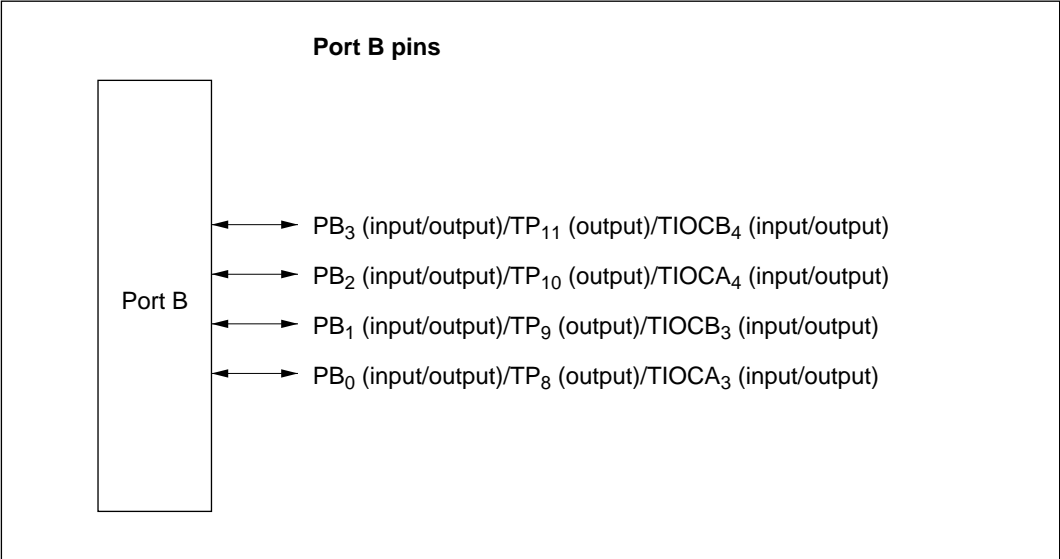 Port B pins
Port B
PB₃ (input/output)/TP₁₁ (output)/TIOCB₄ (input/output)
PB₂ (input/output)/TP₁₀ (output)/TIOCA₄ (input/output)
PB₁ (input/output)/TP₉ (output)/TIOCB₃ (input/output)
PB₀ (input/output)/TP₈ (output)/TIOCA₃ (input/output)